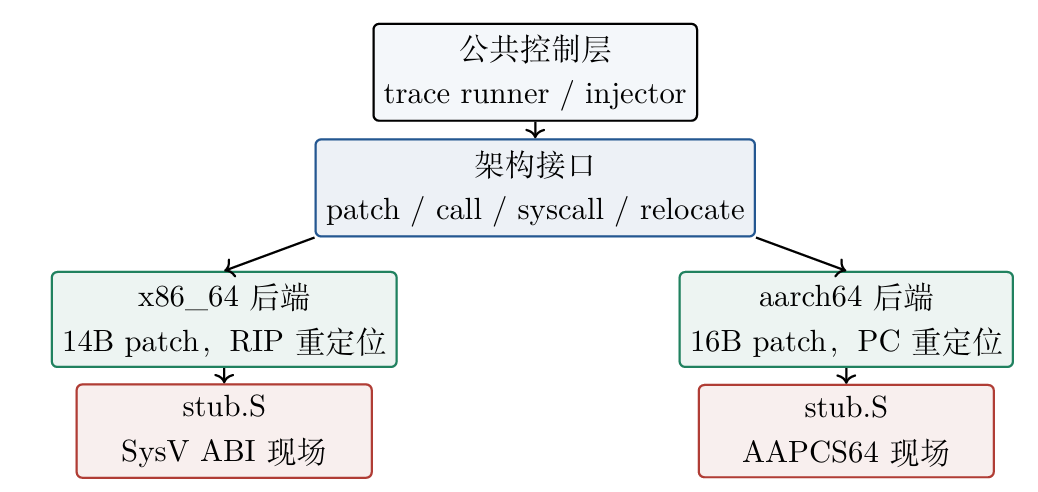 公共控制层
trace runner / injector
架构接口
patch / call / syscall / relocate
x86_64 后端
14B patch，RIP 重定位
aarch64 后端
16B patch，PC 重定位
stub.S
SysV ABI 现场
stub.S
AAPCS64 现场